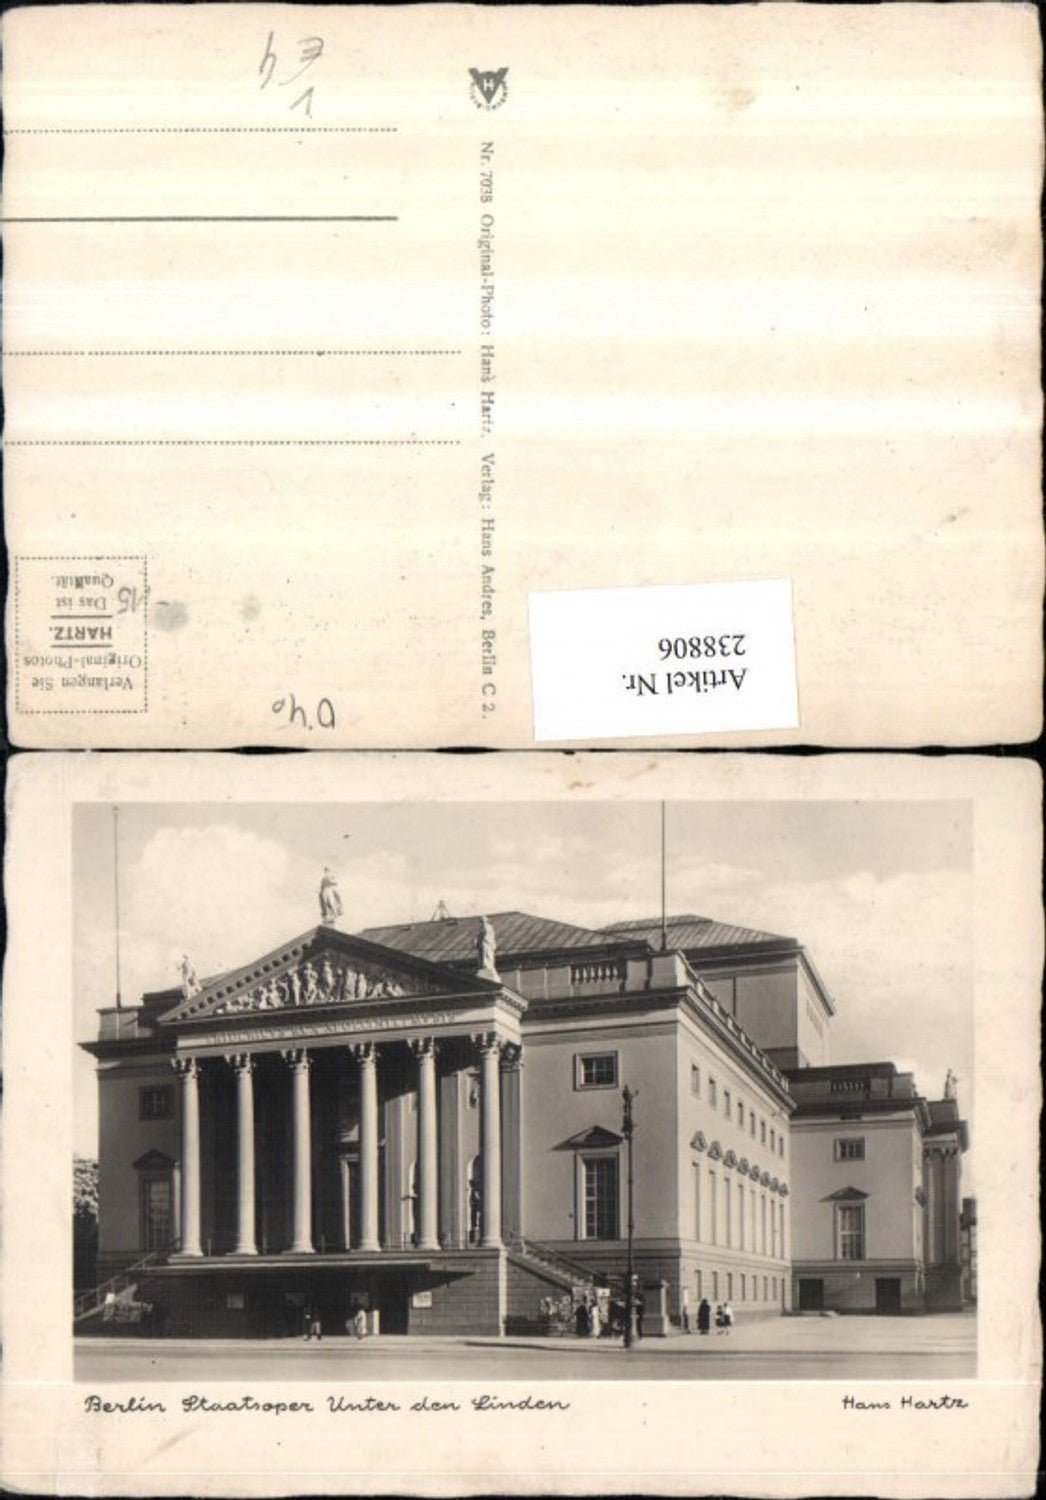 Nr. 7038 Original-Photo: Hans Hartz. Verlag: Hans Andres, Berlin C 2.
H
Verlangen Sie
Original-Photos
HARTZ.
Das ist
Qualität.
15
Artikel Nr.
238806
Berlin Staatsoper Unter den Linden
Hans Hartz